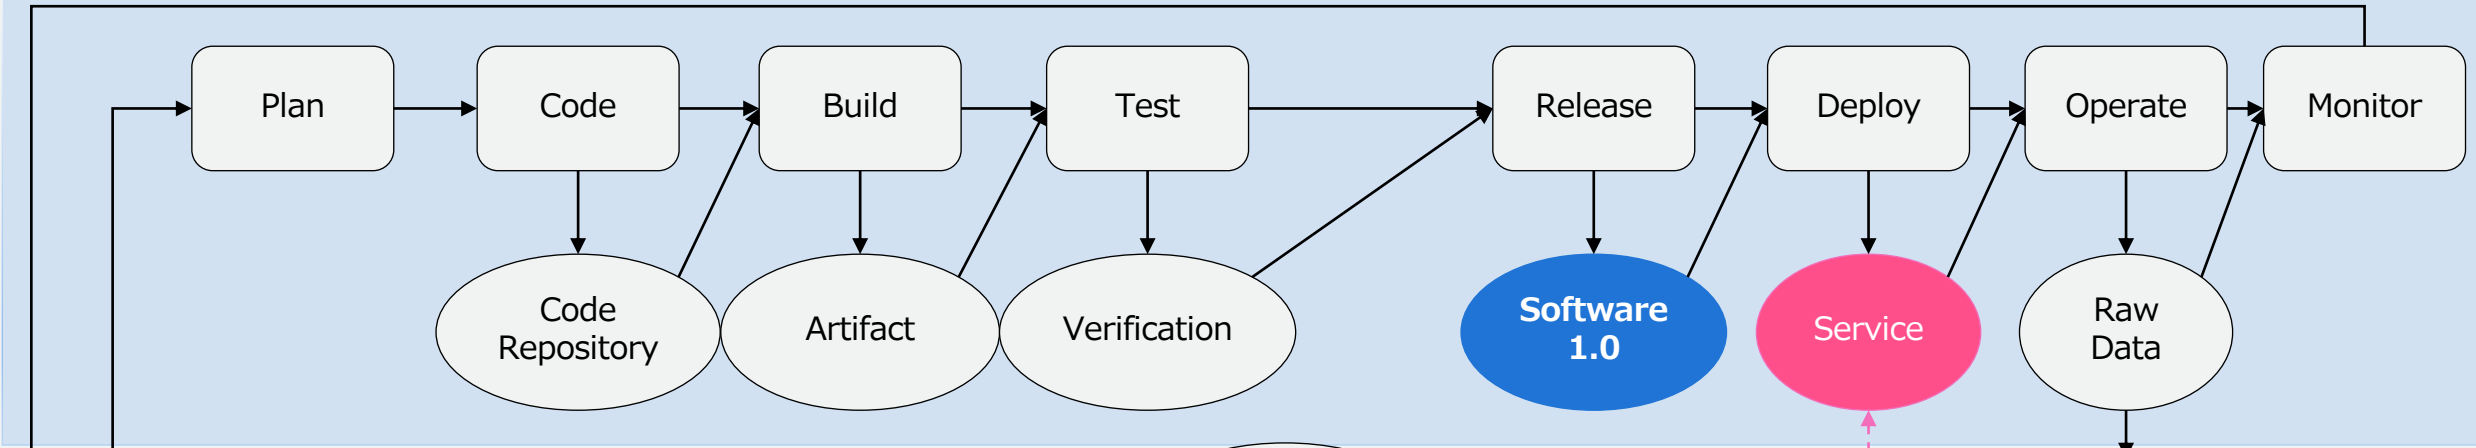 Plan
Code
Build
Test
Release
Deploy
Operate
Monitor
Code
Repository
Artifact
Verification
Software
1.0
Service
Raw
Data